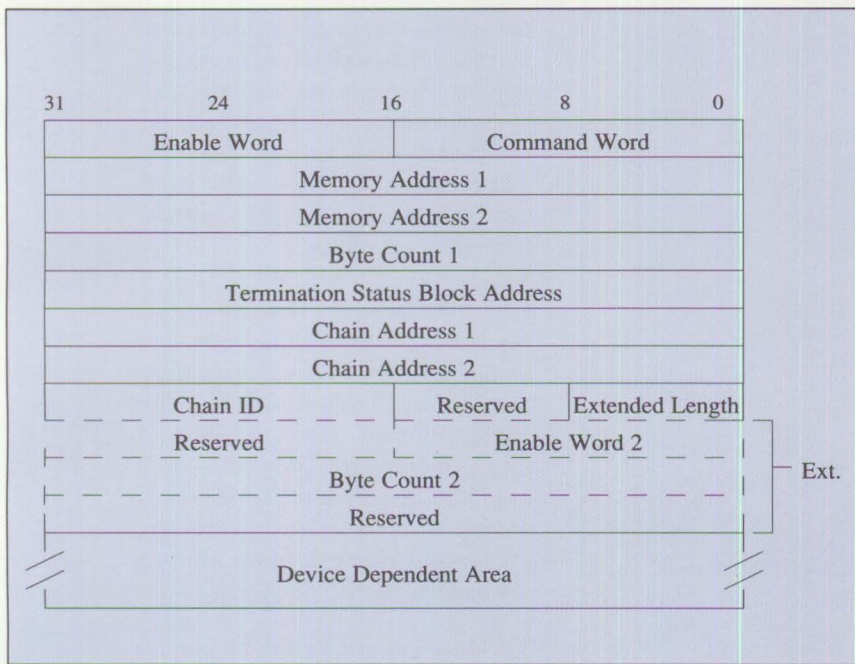 31 24 16 8 0
Enable Word Command Word
Memory Address 1
Memory Address 2
Byte Count 1
Termination Status Block Address
Chain Address 1
Chain Address 2
Chain ID Reserved Extended Length
Reserved Enable Word 2
Byte Count 2
Ext.
Reserved
Device Dependent Area